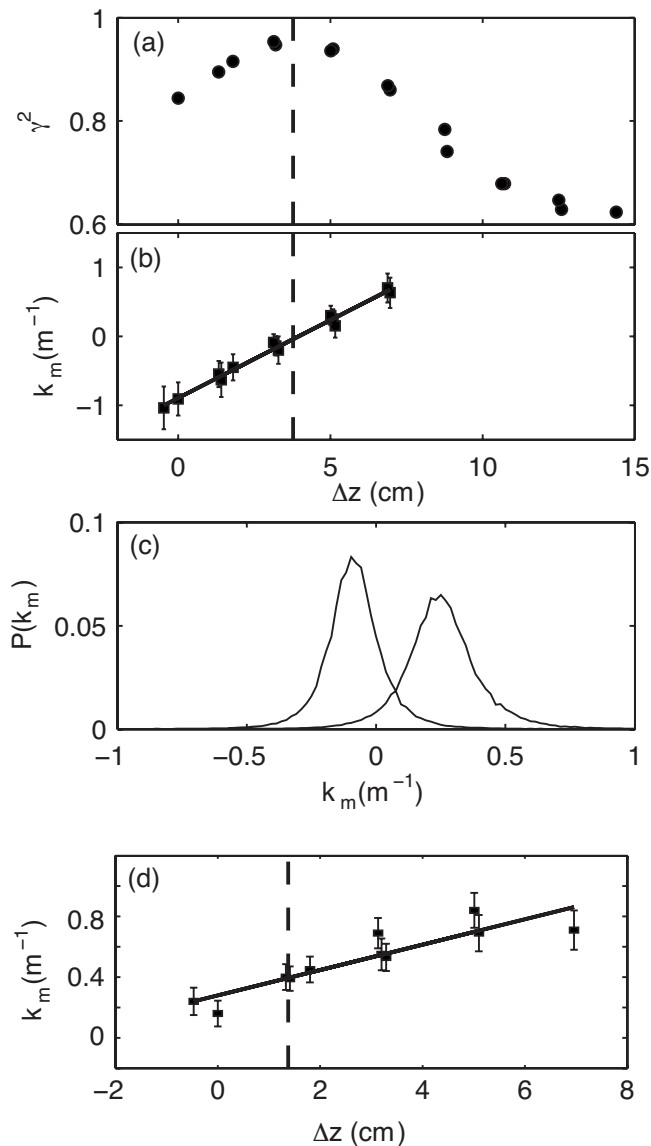 (a)
1
0.8
0.6
γ²
(b)
1
0
−1
k_m(m⁻¹)
0 5 10 15
Δz (cm)
(c)
0.1
0.05
0
P(k_m)
−1 −0.5 0 0.5 1
k_m(m⁻¹)
(d)
0.8
0.4
0
k_m(m⁻¹)
−2 0 2 4 6 8
Δz (cm)